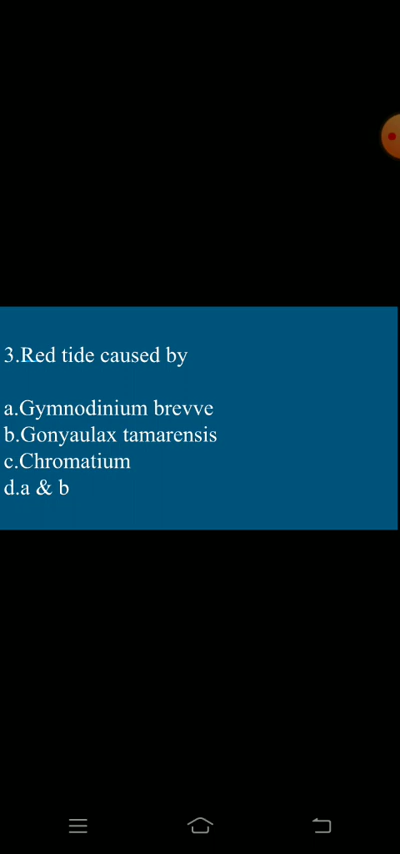 3.Red tide caused by
a.Gymnodinium brevve
b.Gonyaulax tamarensis
c.Chromatium
d.a & b